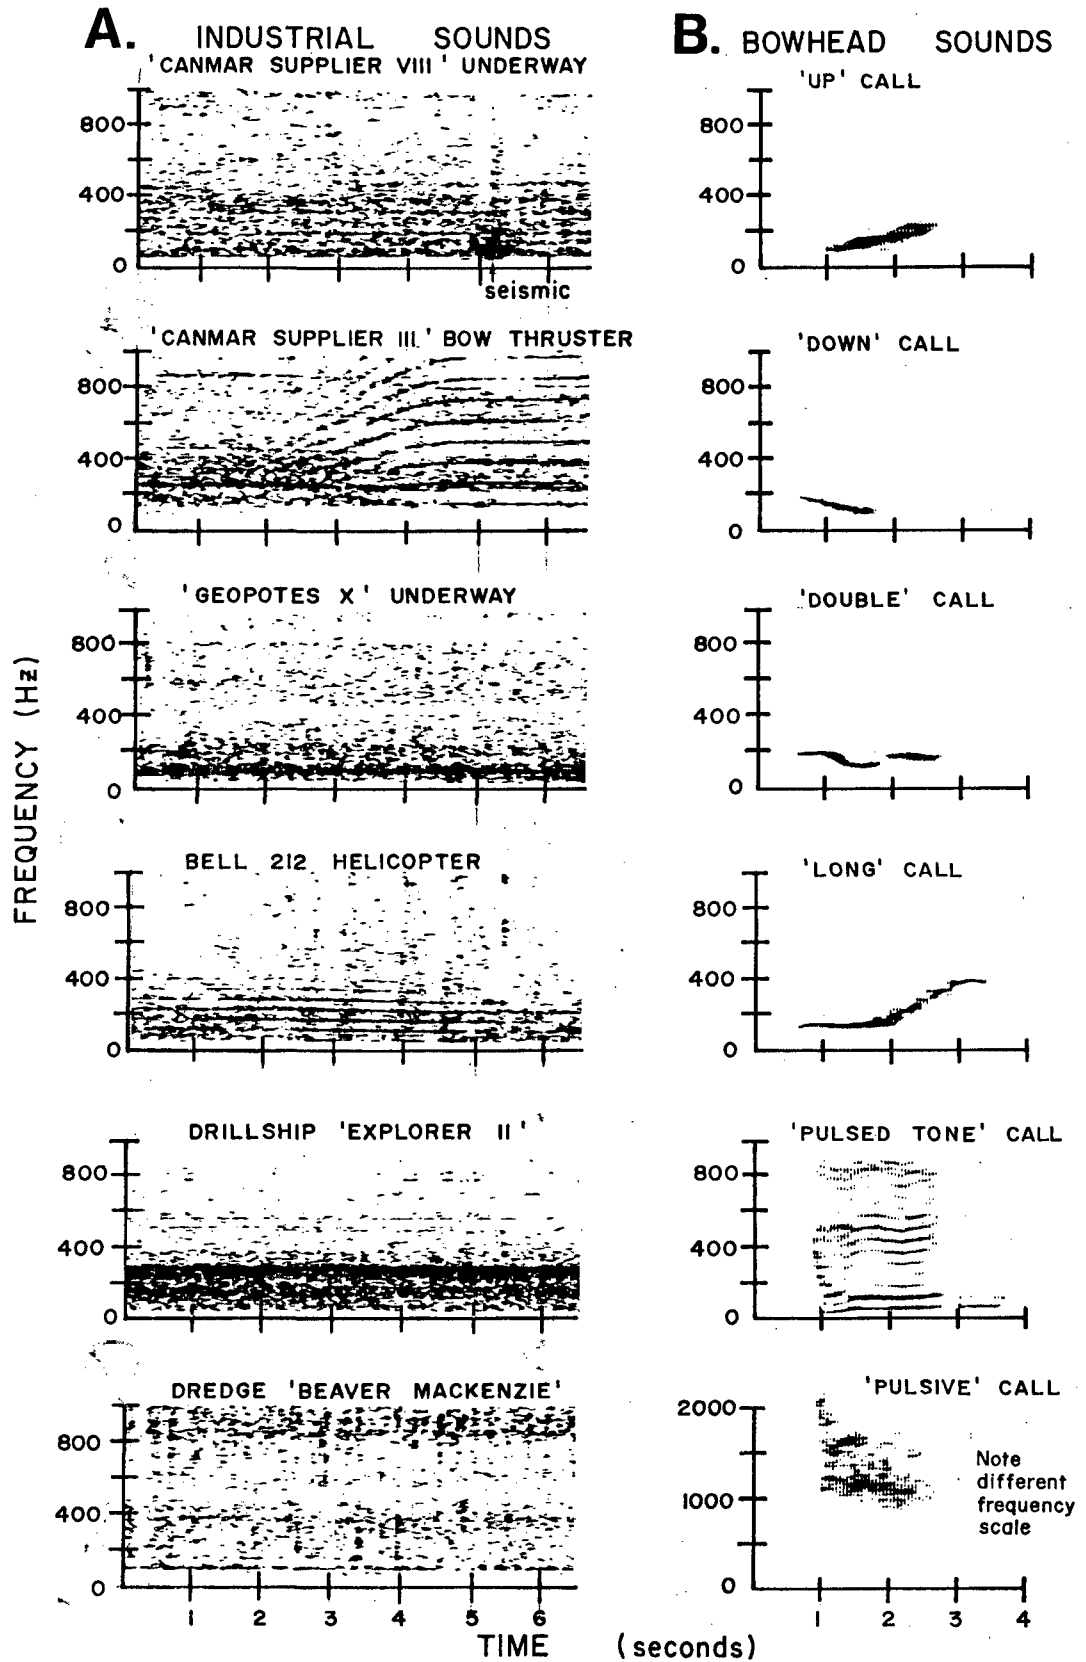 A. INDUSTRIAL SOUNDS
'CANMAR SUPPLIER VIII' UNDERWAY
800
400
0
seismic
'CANMAR SUPPLIER III' BOW THRUSTER
800
400
0
'GEOPOTES X' UNDERWAY
800
400
0
BELL 212 HELICOPTER
800
400
0
DRILLSHIP 'EXPLORER II'
800
400
0
DREDGE 'BEAVER MACKENZIE'
800
400
0
1 2 3 4 5 6
FREQUENCY (Hz)
B. BOWHEAD SOUNDS
'UP' CALL
800
400
0
'DOWN' CALL
800
400
0
'DOUBLE' CALL
800
400
0
'LONG' CALL
800
400
0
'PULSED TONE' CALL
800
400
0
'PULSIVE' CALL
2000
1000
0
Note
different
frequency
scale
1 2 3 4
TIME (seconds)